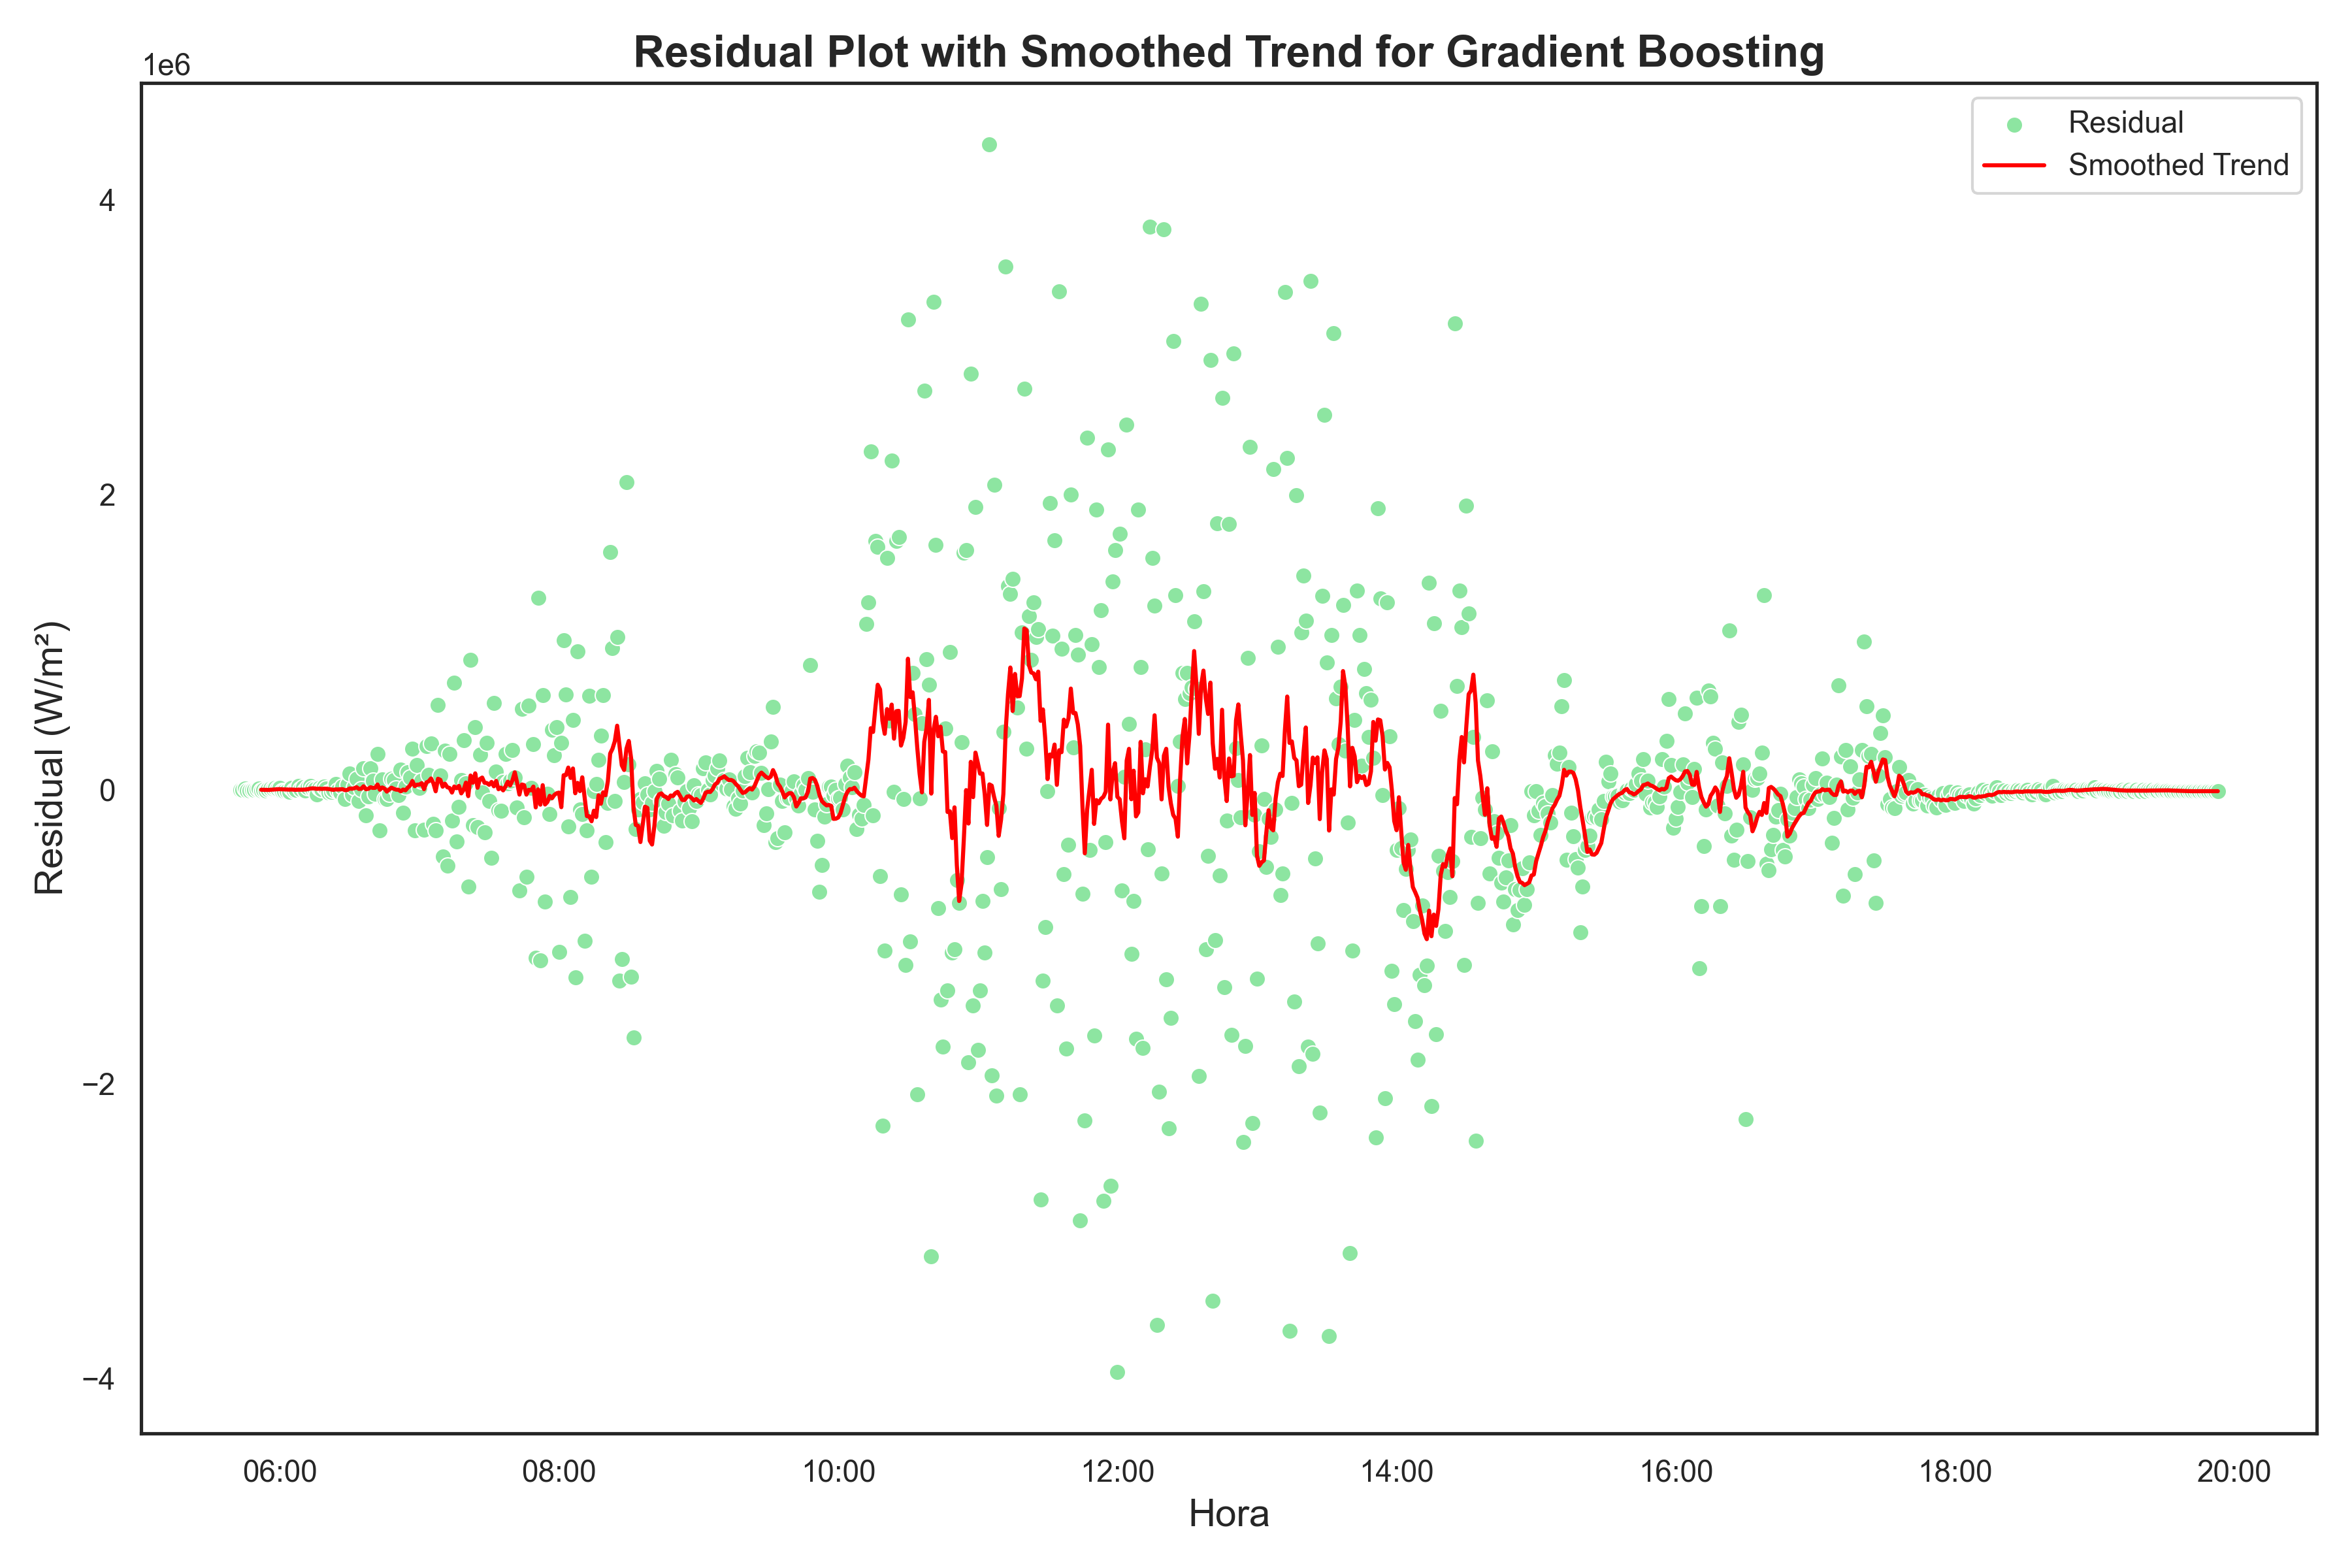 Residual Plot with Smoothed Trend for Gradient Boosting
1e6
Residual
Smoothed Trend
4
2
0
−2
−4
Residual (W/m²)
06:00 08:00 10:00 12:00 14:00 16:00 18:00 20:00
Hora